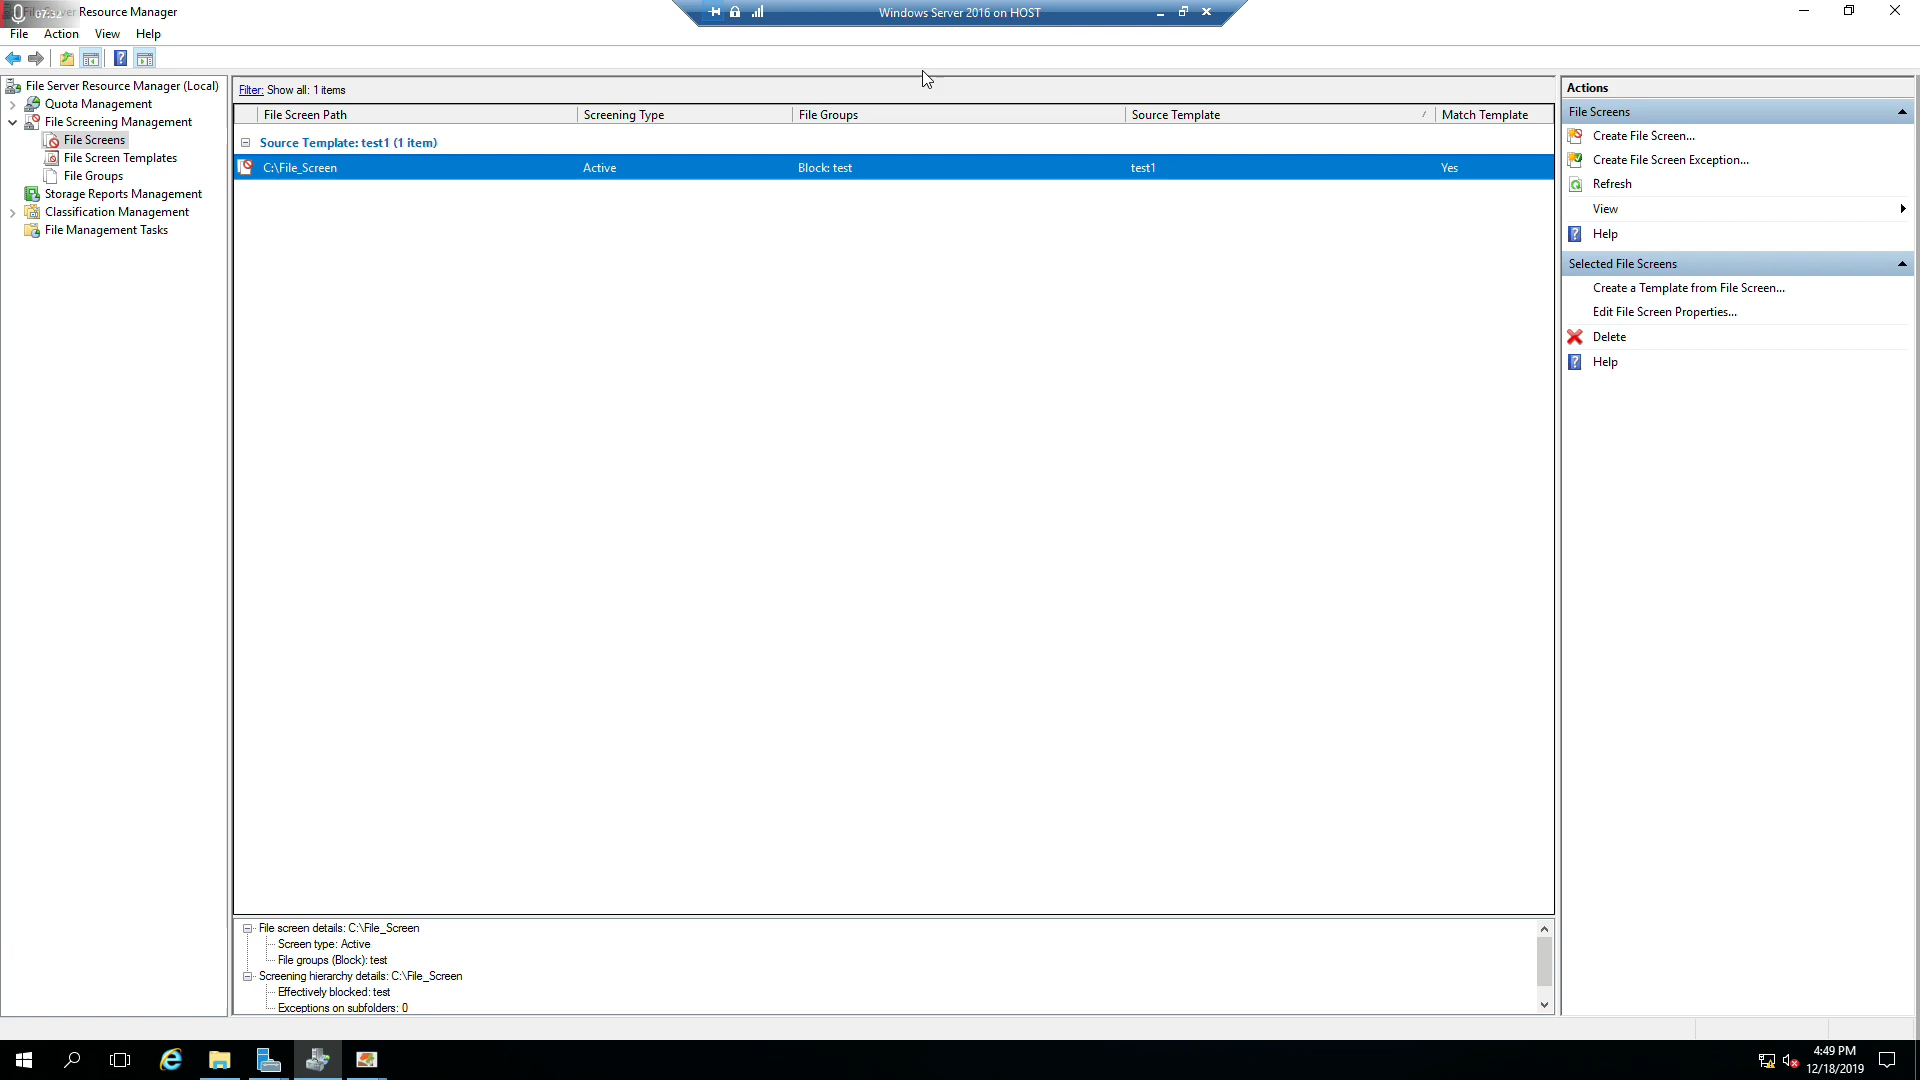 07:32
Resource Manager
Windows Server 2016 on HOST
File Action View Help
File Server Resource Manager (Local)
Quota Management
File Screening Management
File Screens
File Screen Templates
File Groups
Storage Reports Management
Classification Management
File Management Tasks
Filter: Show all: 1 items
File Screen Path Screening Type File Groups Source Template Match Template
Source Template: test1 (1 item)
C:\File_Screen Active Block: test test1 Yes
File screen details: C:\File_Screen
Screen type: Active
File groups (Block): test
Screening hierarchy details: C:\File_Screen
Effectively blocked: test
Exceptions on subfolders: 0
Actions
File Screens
Create File Screen...
Create File Screen Exception...
Refresh
View
Help
Selected File Screens
Create a Template from File Screen...
Edit File Screen Properties...
Delete
Help
4:49 PM
12/18/2019